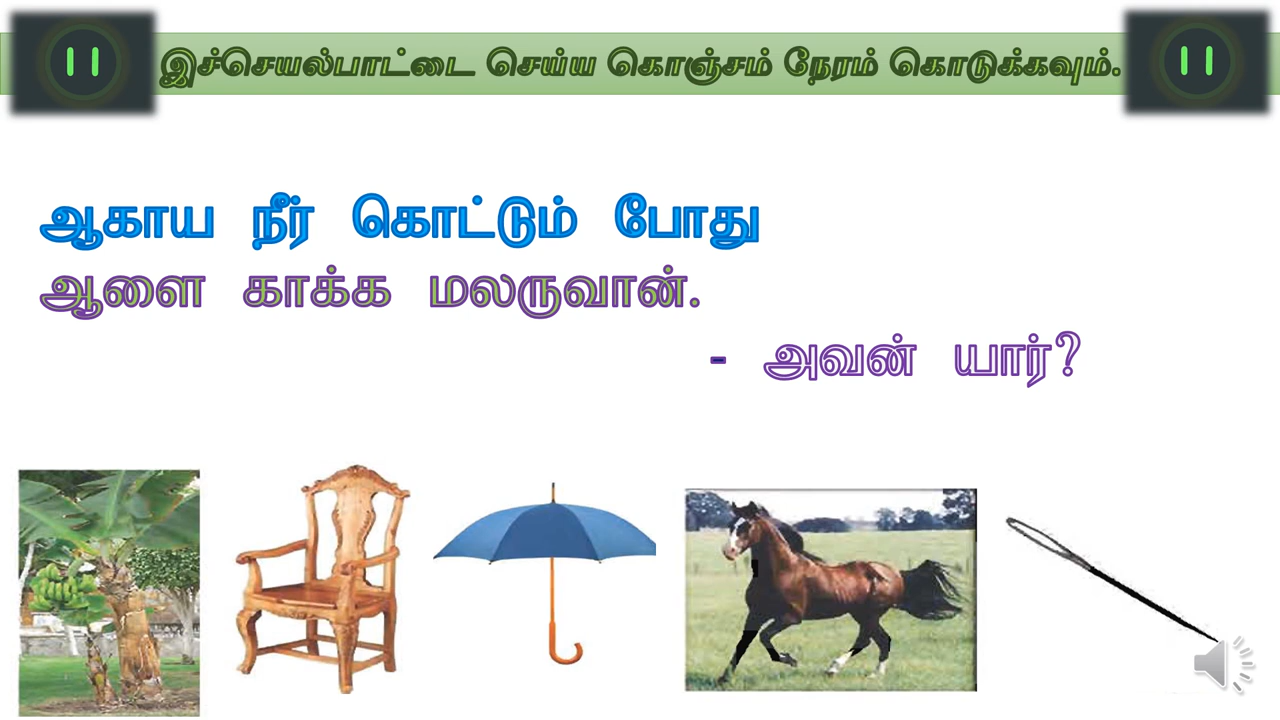 இச்செயல்பாட்டை செய்ய கொஞ்சம் நேரம் கொடுக்கவும்.
ஆகாய நீர் கொட்டும் போது
ஆளை காக்க மலருவான்.
- அவன் யார்?